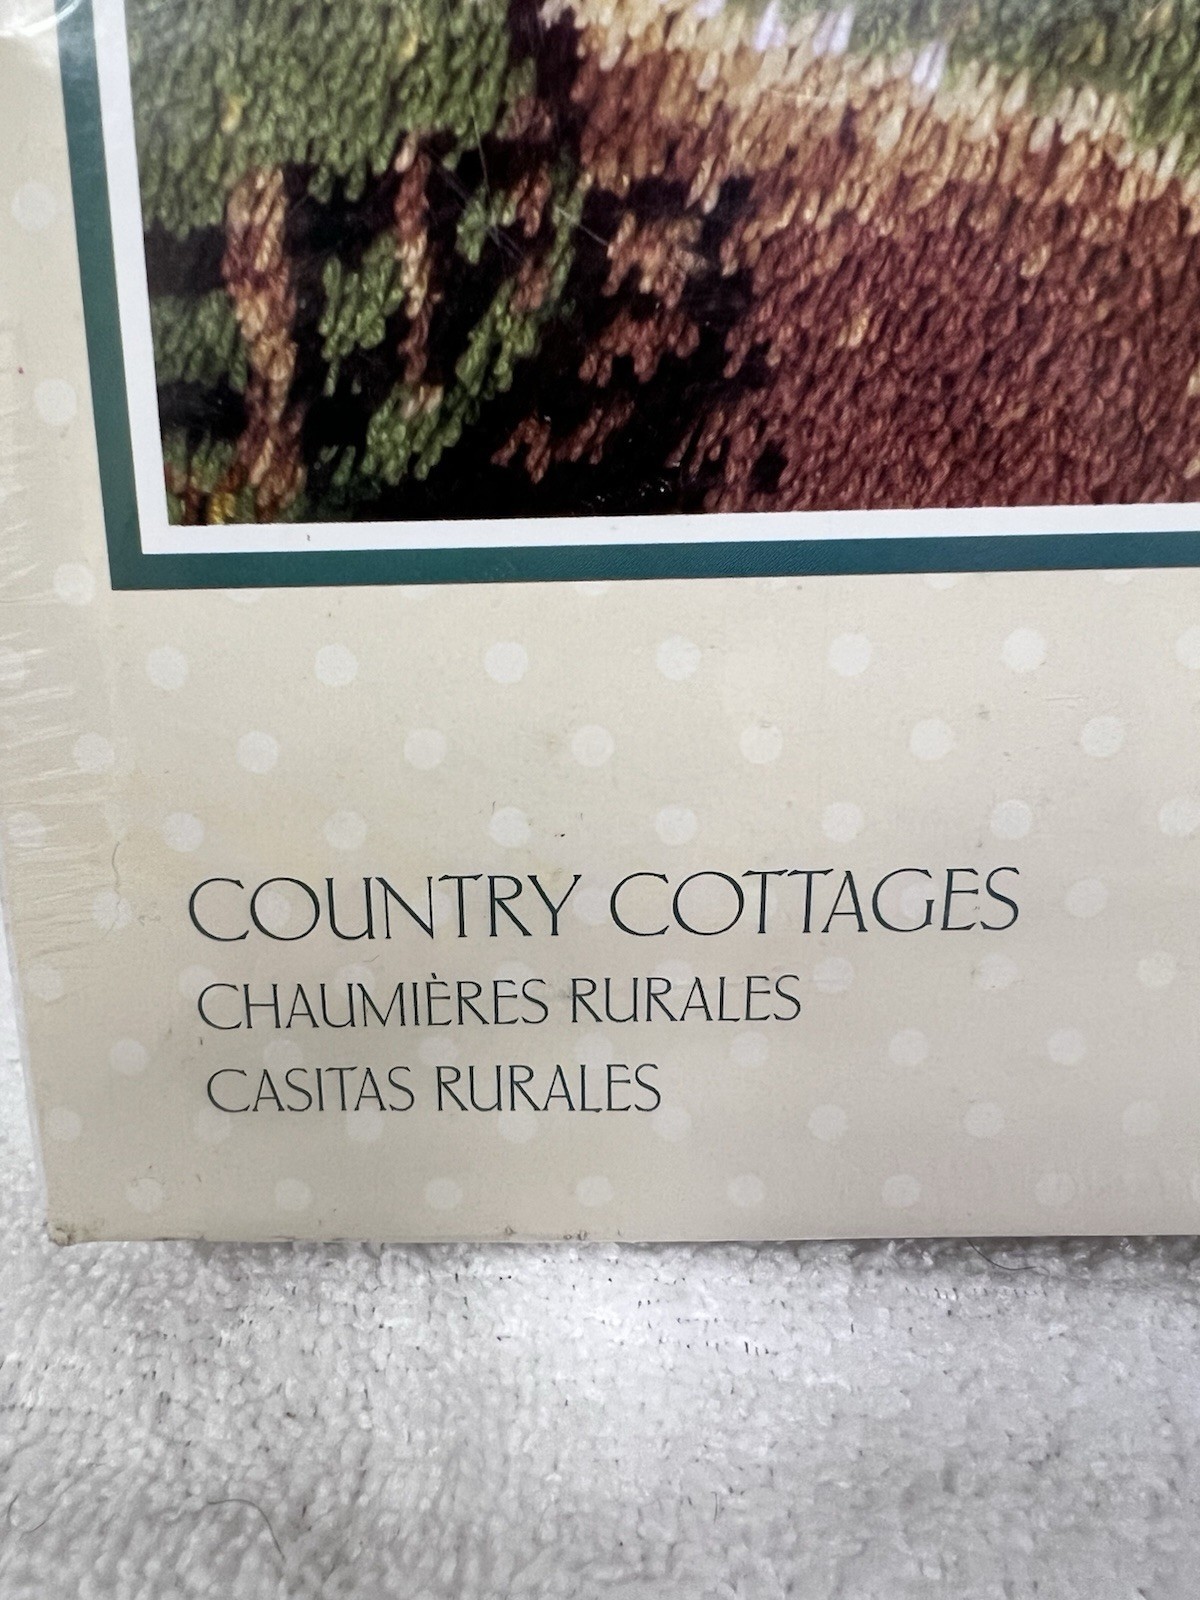 COUNTRY COTTAGES
CHAUMIÈRES RURALES
CASITAS RURALES